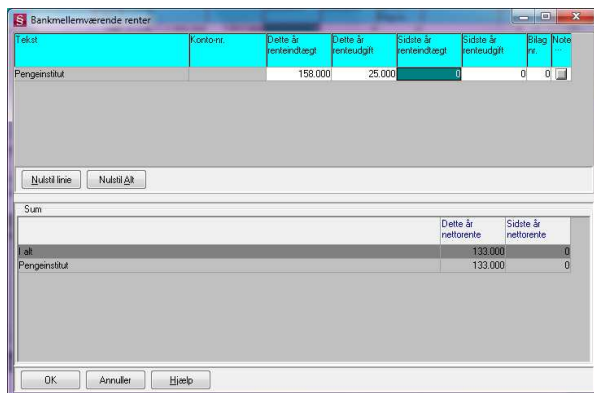 S Bankmellemværende renter
Tekst Konto-nr. Dette år renteindtægt Dette år renteudgift Sidste år renteindtægt Sidste år renteudgift Bilag nr. Note ...
Pengeinstitut 158.000 25.000 0 0 0
Nulstil linie Nulstil Alt
Sum
Dette år nettorente Sidste år nettorente
I alt 133.000 0
Pengeinstitut 133.000 0
OK Annuller Hjælp